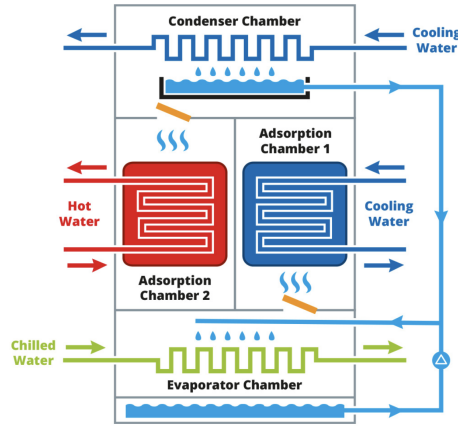 Condenser Chamber
Cooling
Water
Adsorption
Chamber 1
Hot
Water
Cooling
Water
Adsorption
Chamber 2
Chilled
Water
Evaporator Chamber